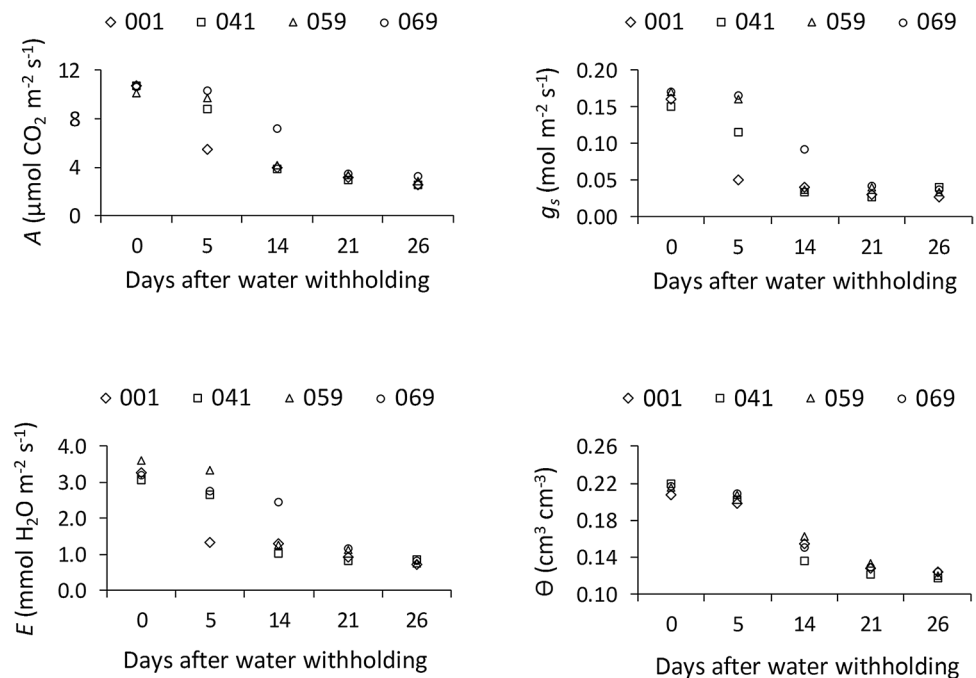 ◇ 001 □ 041 △ 059 ○ 069
A (µmol CO₂ m⁻² s⁻¹)
12
8
4
0
0 5 14 21 26
Days after water withholding
◇ 001 □ 041 △ 059 ○ 069
gₛ (mol m⁻² s⁻¹)
0.20
0.15
0.10
0.05
0.00
0 5 14 21 26
Days after water withholding
◇ 001 □ 041 △ 059 ○ 069
E (mmol H₂O m⁻² s⁻¹)
4.0
3.0
2.0
1.0
0.0
0 5 14 21 26
Days after water withholding
◇ 001 □ 041 △ 059 ○ 069
Θ (cm³ cm⁻³)
0.26
0.22
0.18
0.14
0.10
0 5 14 21 26
Days after water withholding